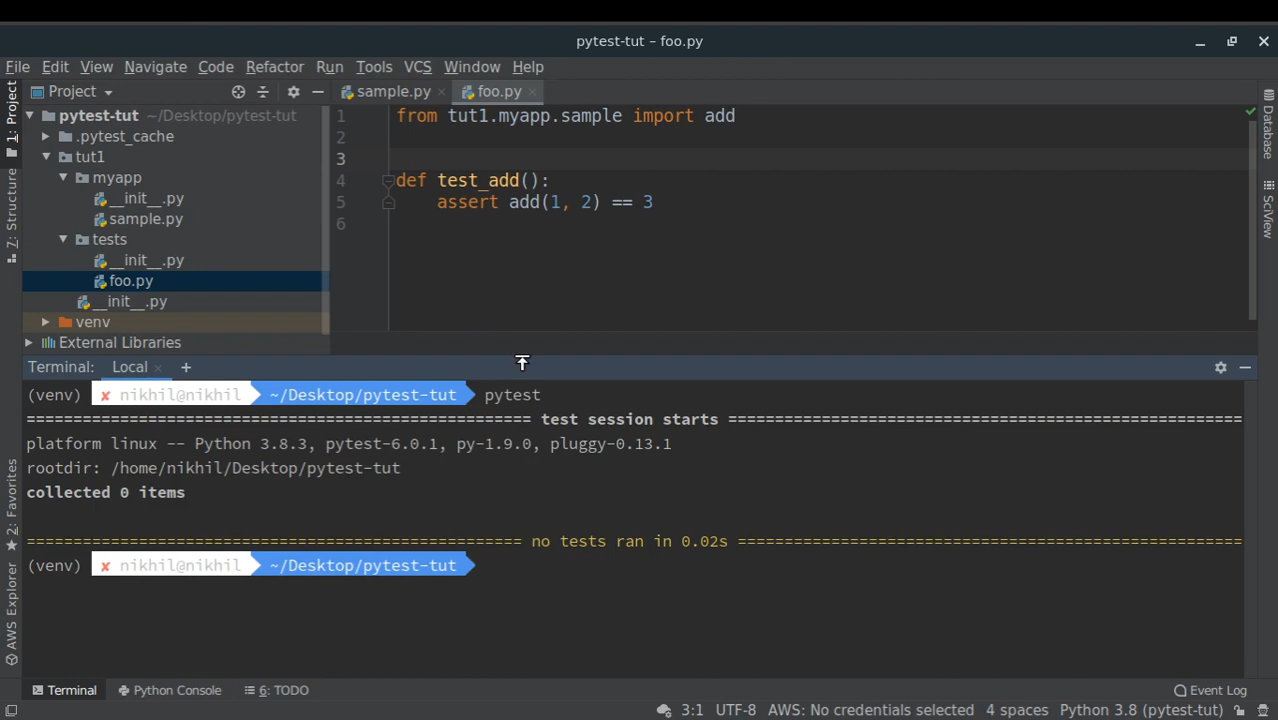 pytest-tut – foo.py
File Edit View Navigate Code Refactor Run Tools VCS Window Help
Project
sample.py
foo.py
1: Project
7: Structure
2: Favorites
AWS Explorer
pytest-tut ~/Desktop/pytest-tut
.pytest_cache
tut1
myapp
__init__.py
sample.py
tests
__init__.py
foo.py
__init__.py
venv
External Libraries
1 from tut1.myapp.sample import add
2
3
4 def test_add():
5 assert add(1, 2) == 3
6
Database
SciView
Terminal: Local × +
(venv) ✘ nikhil@nikhil ~/Desktop/pytest-tut pytest
====================================================== test session starts ========================================================
platform linux -- Python 3.8.3, pytest-6.0.1, py-1.9.0, pluggy-0.13.1
rootdir: /home/nikhil/Desktop/pytest-tut
collected 0 items
===================================================== no tests ran in 0.02s ======================================================
(venv) ✘ nikhil@nikhil ~/Desktop/pytest-tut
Terminal Python Console 6: TODO Event Log
3:1 UTF-8 AWS: No credentials selected 4 spaces Python 3.8 (pytest-tut)